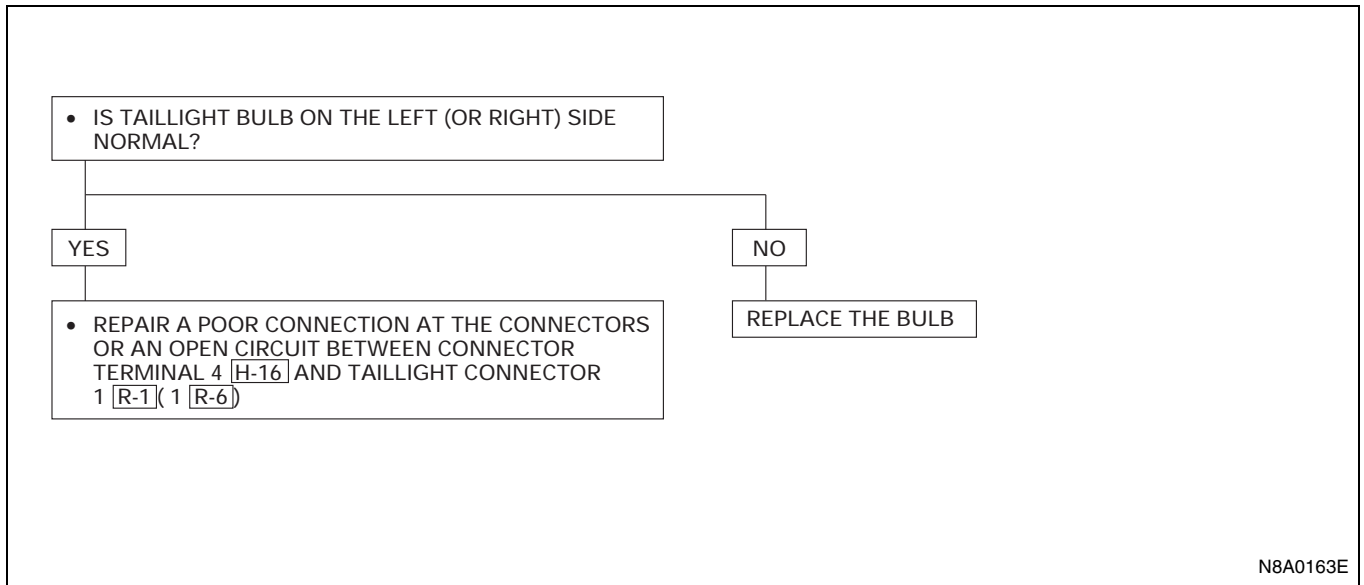 • IS TAILLIGHT BULB ON THE LEFT (OR RIGHT) SIDE
NORMAL?
YES
NO
• REPAIR A POOR CONNECTION AT THE CONNECTORS
OR AN OPEN CIRCUIT BETWEEN CONNECTOR
TERMINAL 4 H-16 AND TAILLIGHT CONNECTOR
1 R-1 ( 1 R-6 )
REPLACE THE BULB
N8A0163E